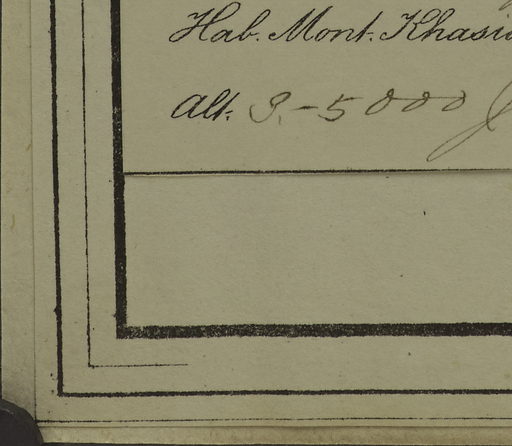 Hab. Mont. Khasia
Alt. 3.-5000